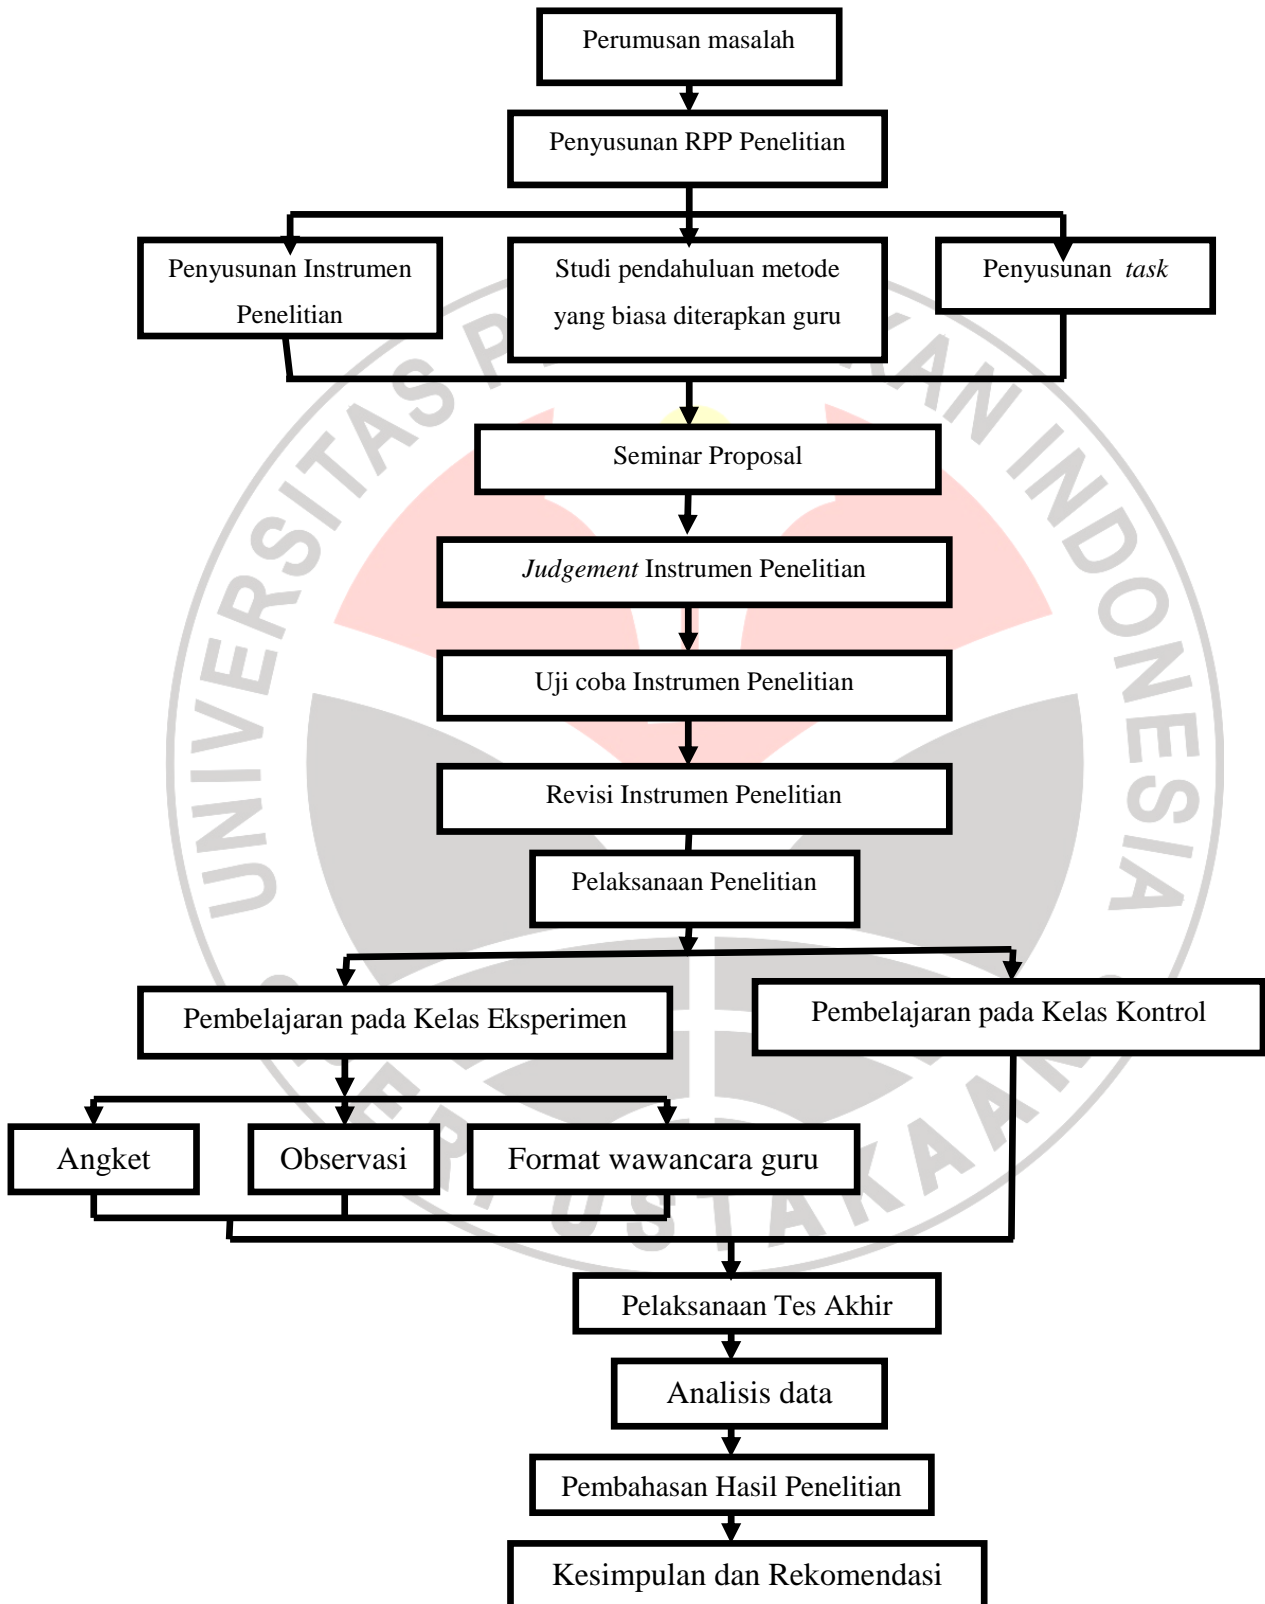 Perumusan masalah
Penyusunan RPP Penelitian
Penyusunan Instrumen
Penelitian
Studi pendahuluan metode
yang biasa diterapkan guru
Penyusunan task
Seminar Proposal
Judgement Instrumen Penelitian
Uji coba Instrumen Penelitian
Revisi Instrumen Penelitian
Pelaksanaan Penelitian
Pembelajaran pada Kelas Eksperimen
Pembelajaran pada Kelas Kontrol
Angket
Observasi
Format wawancara guru
Pelaksanaan Tes Akhir
Analisis data
Pembahasan Hasil Penelitian
Kesimpulan dan Rekomendasi
UNIVERSITAS
INDONESIA